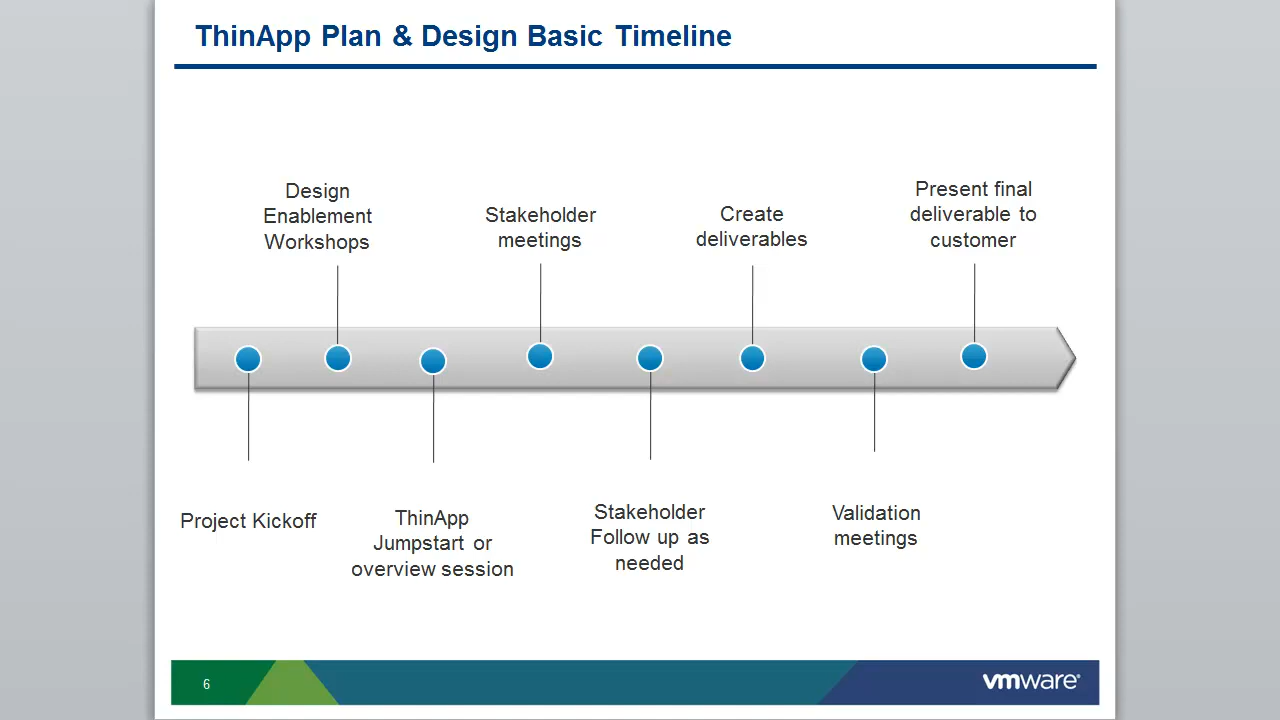 ThinApp Plan & Design Basic Timeline
Design
Enablement
Workshops
Stakeholder
meetings
Create
deliverables
Present final
deliverable to
customer
Project Kickoff
ThinApp
Jumpstart or
overview session
Stakeholder
Follow up as
needed
Validation
meetings
6
vmware®